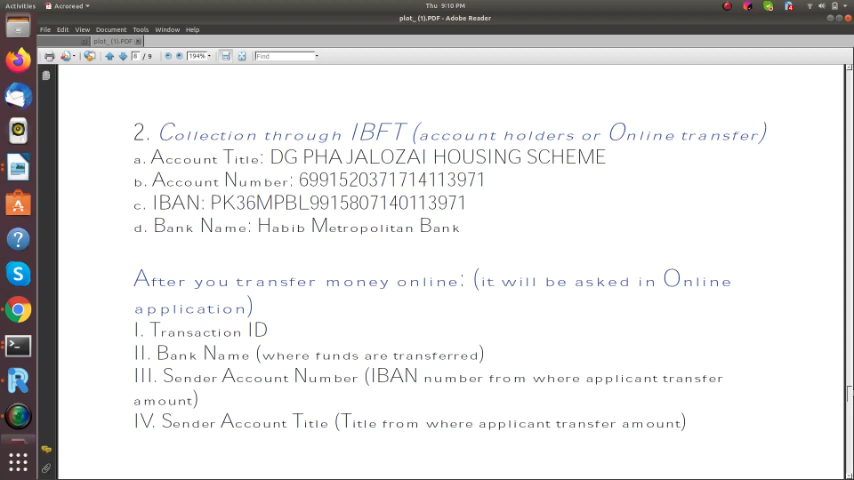 Activities Acroread Thu 9:10 PM
plot_ (1).PDF - Adobe Reader
File Edit View Document Tools Window Help
plot_ (1).PDF
8 / 9 194% Find
2. Collection through IBFT (account holders or Online transfer)
a. Account Title: DG PHA JALOZAI HOUSING SCHEME
b. Account Number: 6991520371714113971
c. IBAN: PK36MPBL9915807140113971
d. Bank Name: Habib Metropolitan Bank
After you transfer money online: (it will be asked in Online
application)
I. Transaction ID
II. Bank Name (where funds are transferred)
III. Sender Account Number (IBAN number from where applicant transfer
amount)
IV. Sender Account Title (Title from where applicant transfer amount)